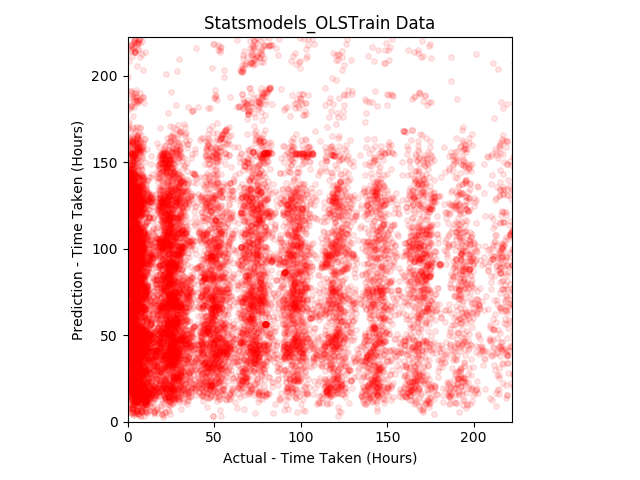 Statsmodels_OLSTrain Data
Prediction - Time Taken (Hours)
200
150
100
50
0
0 50 100 150 200
Actual - Time Taken (Hours)